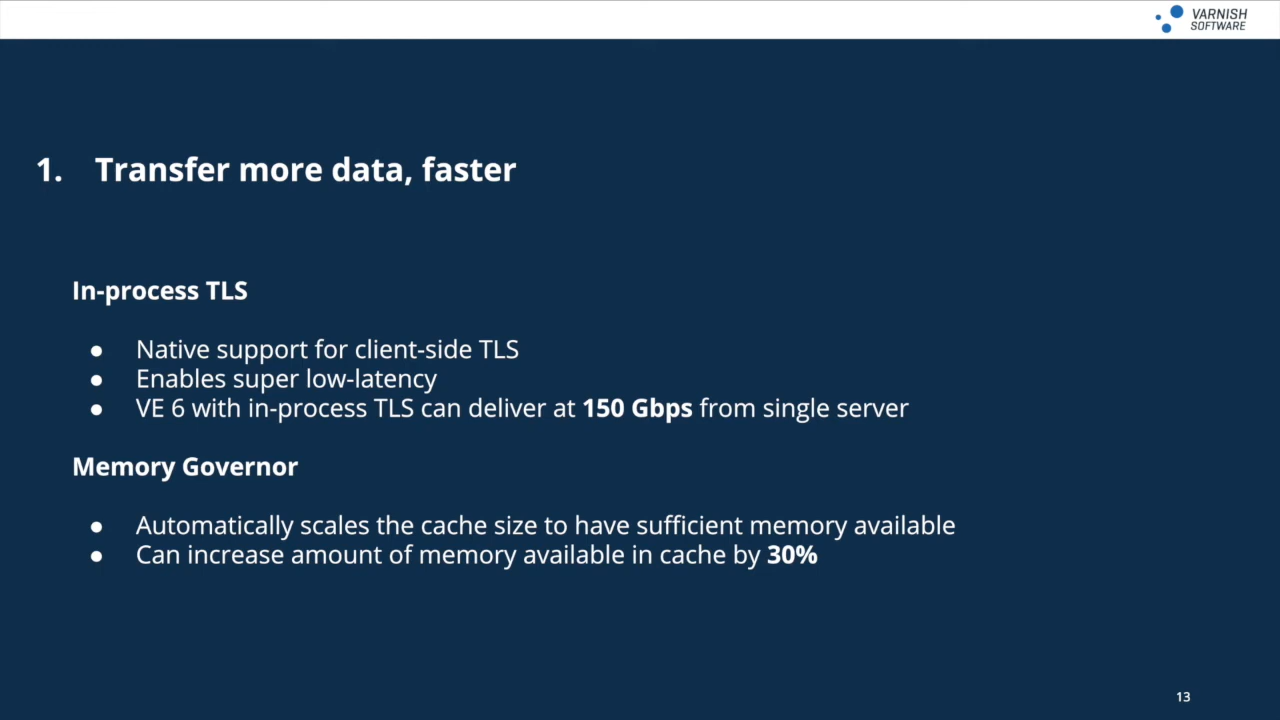 VARNISH
SOFTWARE
1. Transfer more data, faster
In-process TLS
● Native support for client-side TLS
● Enables super low-latency
● VE 6 with in-process TLS can deliver at 150 Gbps from single server
Memory Governor
● Automatically scales the cache size to have sufficient memory available
● Can increase amount of memory available in cache by 30%
13